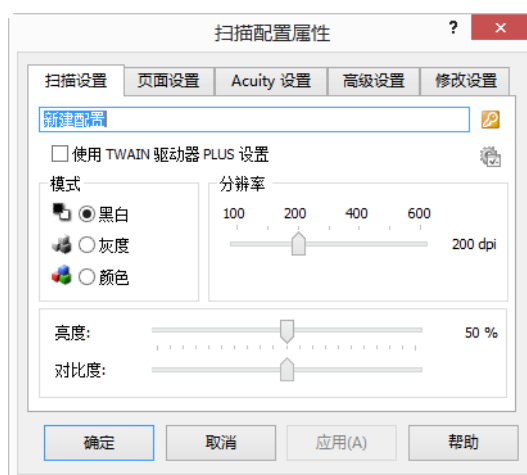 扫描配置属性 ?
扫描设置 页面设置 Acuity 设置 高级设置 修改设置
新建配置
使用 TWAIN 驱动器 PLUS 设置
模式 分辨率
黑白 100 200 400 600
灰度 200 dpi
颜色
亮度: 50 %
对比度:
确定 取消 应用(A) 帮助